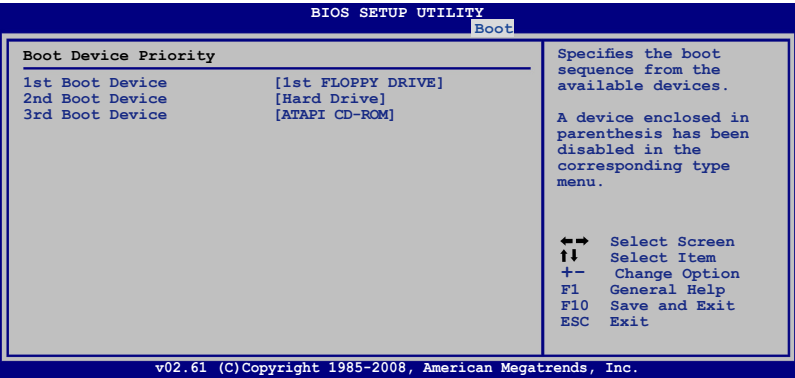 BIOS SETUP UTILITY
Boot
Boot Device Priority
1st Boot Device [1st FLOPPY DRIVE]
2nd Boot Device [Hard Drive]
3rd Boot Device [ATAPI CD-ROM]
Specifies the boot
sequence from the
available devices.
A device enclosed in
parenthesis has been
disabled in the
corresponding type
menu.
←→ Select Screen
↑↓ Select Item
+- Change Option
F1 General Help
F10 Save and Exit
ESC Exit
v02.61 (C)Copyright 1985-2008, American Megatrends, Inc.